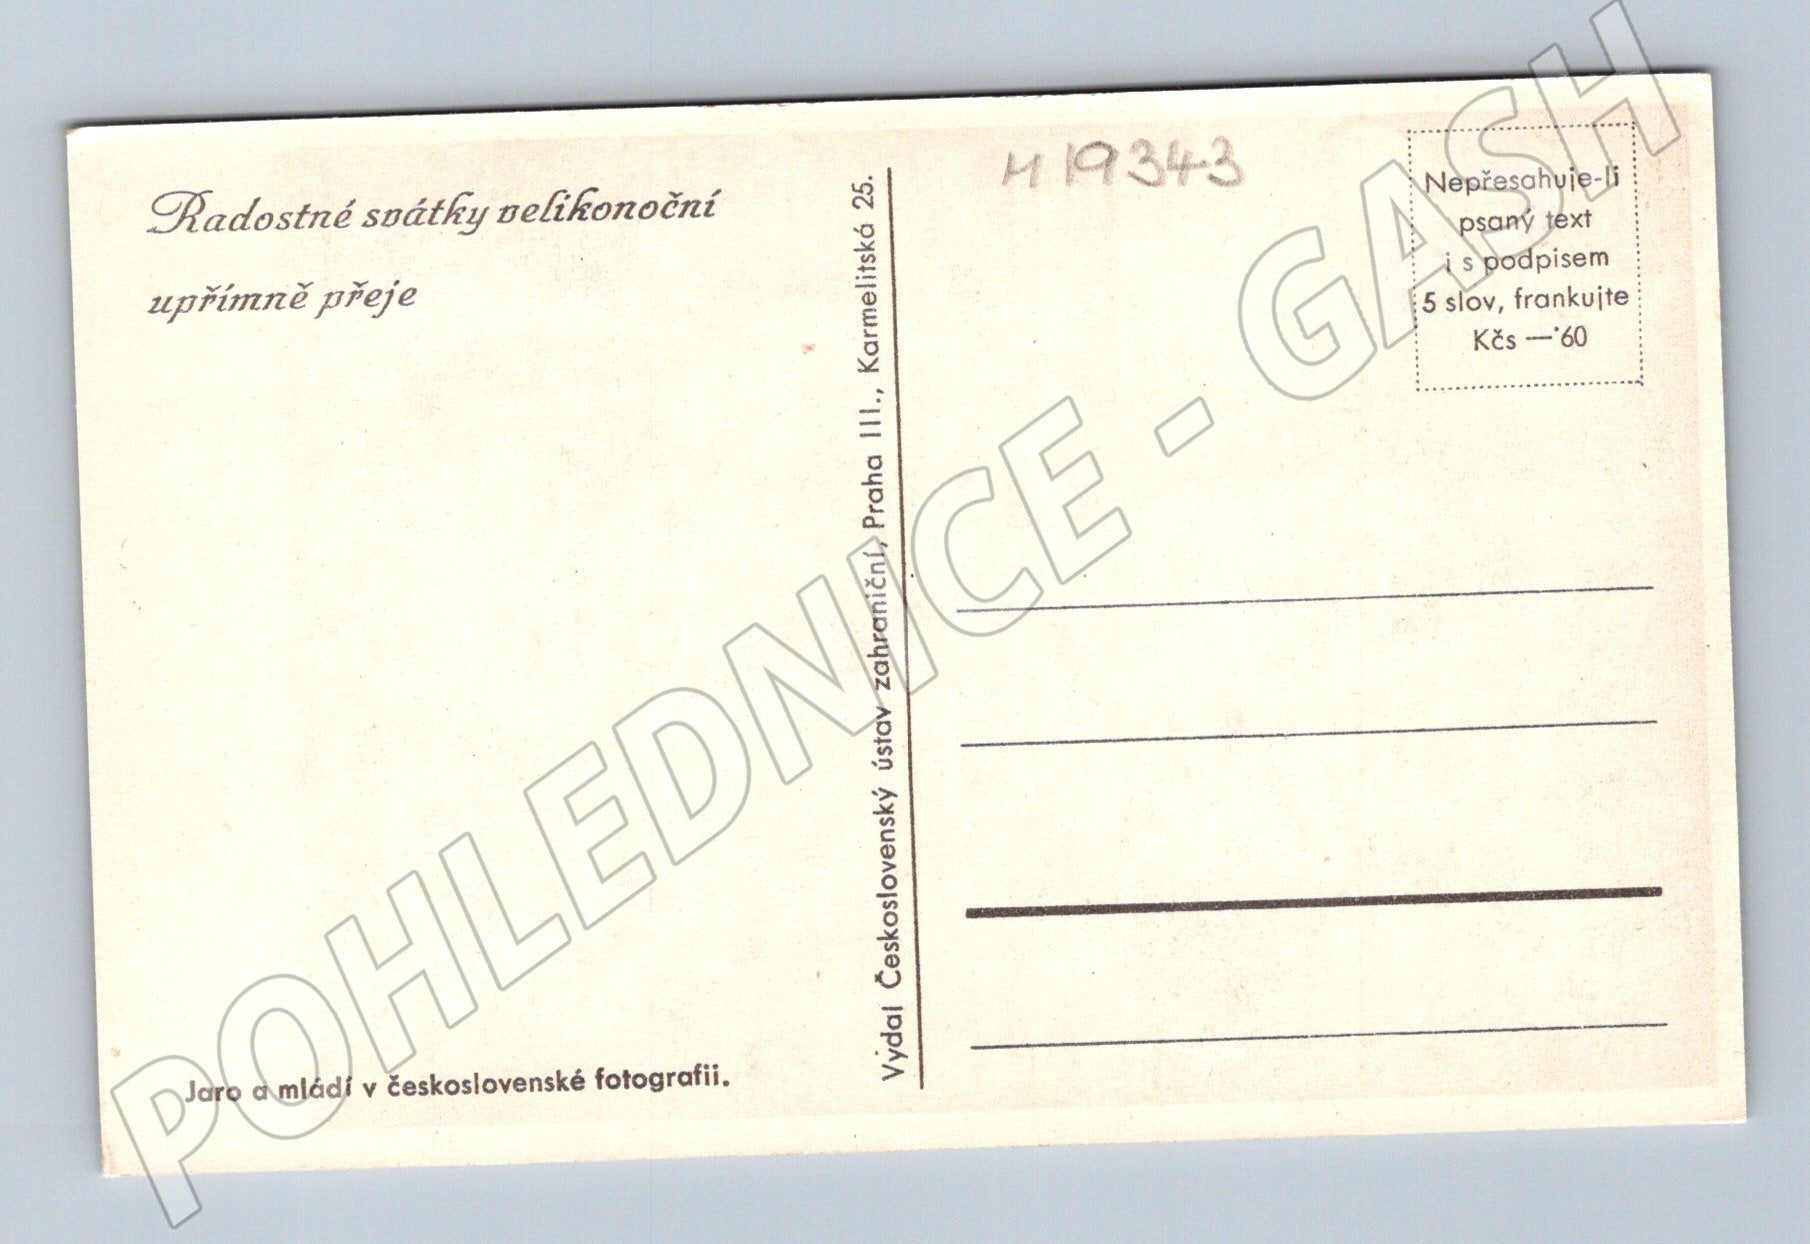 Radostné svátky velikonoční
upřímně přeje
Jaro a mládí v československé fotografii.
Vydal Československý ústav zahraniční, Praha III., Karmelitská 25.
H 19343
Nepřesahuje-li
psaný text
i s podpisem
5 slov, frankujte
Kčs —˙60
POHLEDNICE - GASH